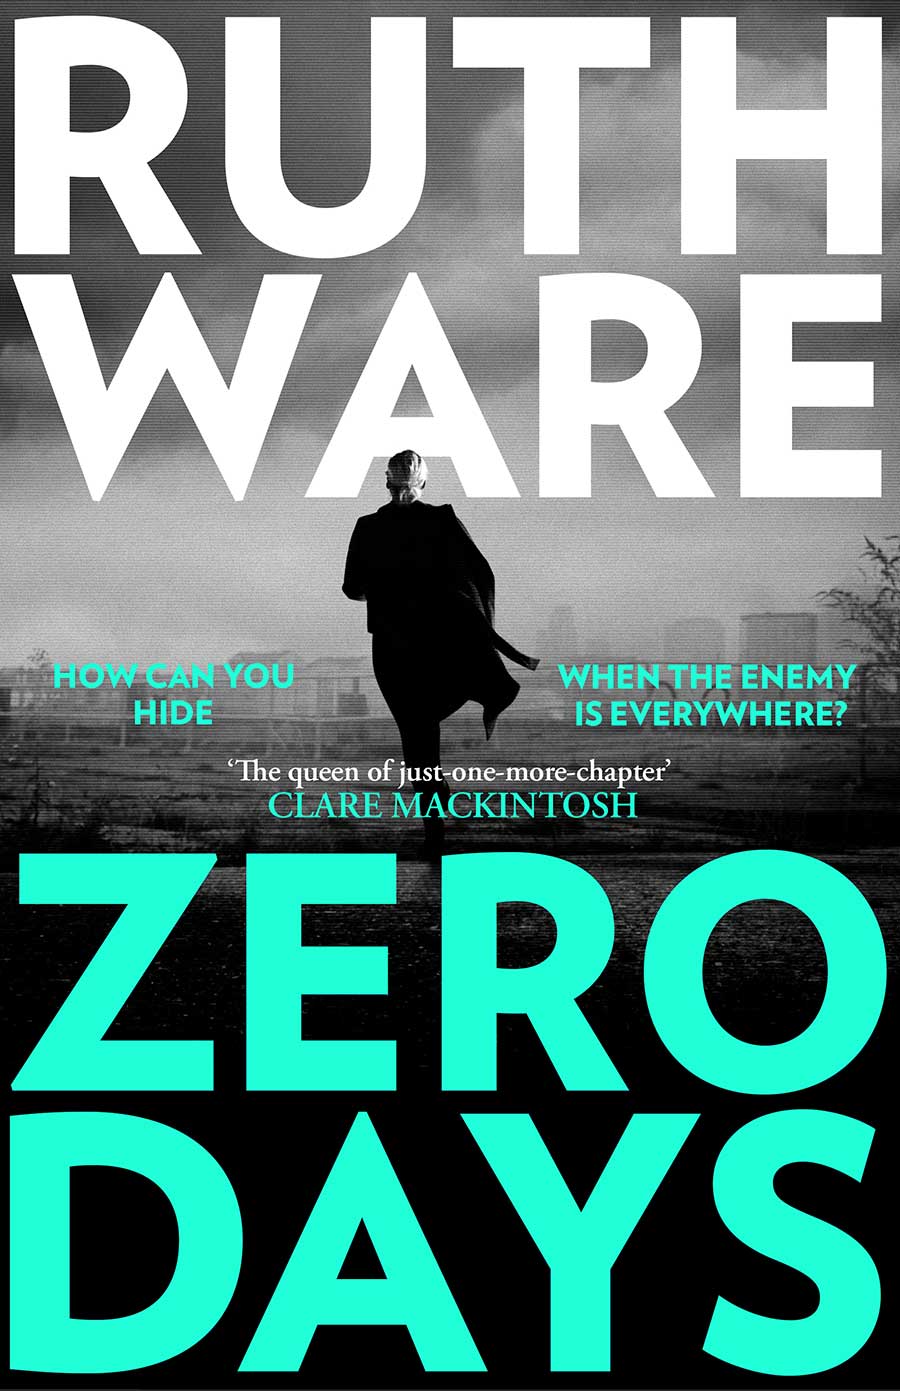 RUTH
WARE
HOW CAN YOU
HIDE
WHEN THE ENEMY
IS EVERYWHERE?
‘The queen of just-one-more-chapter’
CLARE MACKINTOSH
ZERO
DAYS